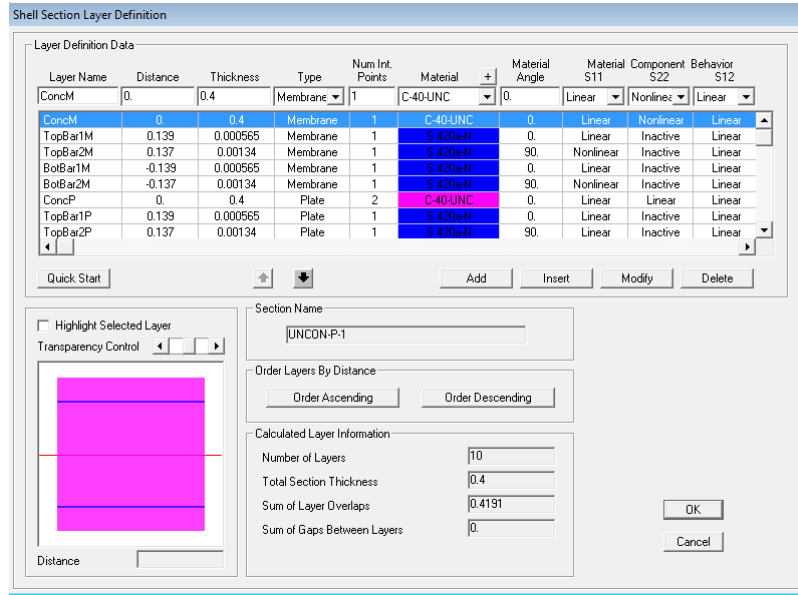 Shell Section Layer Definition
Layer Definition Data
Num Int. Material Material Component Behavior
Layer Name Distance Thickness Type Points Material + Angle S11 S22 S12
ConcM 0. 0.4 Membrane 1 C-40-UNC 0. Linear Nonlinea Linear
ConcM 0. 0.4 Membrane 1 C-40-UNC 0. Linear Nonlinear Linear
TopBar1M 0.139 0.000565 Membrane 1 S 420a-N 0. Linear Inactive Linear
TopBar2M 0.137 0.00134 Membrane 1 S 420a-N 90. Nonlinear Inactive Linear
BotBar1M -0.139 0.000565 Membrane 1 S 420a-N 0. Linear Inactive Linear
BotBar2M -0.137 0.00134 Membrane 1 S 420a-N 90. Nonlinear Inactive Linear
ConcP 0. 0.4 Plate 2 C-40-UNC 0. Linear Linear Linear
TopBar1P 0.139 0.000565 Plate 1 S 420a-N 0. Linear Inactive Linear
TopBar2P 0.137 0.00134 Plate 1 S 420a-N 90. Linear Inactive Linear
Quick Start Add Insert Modify Delete
Highlight Selected Layer
Transparency Control
Distance
Section Name
UNCON-P-1
Order Layers By Distance
Order Ascending Order Descending
Calculated Layer Information
Number of Layers 10
Total Section Thickness 0.4
Sum of Layer Overlaps 0.4191
Sum of Gaps Between Layers 0.
OK
Cancel